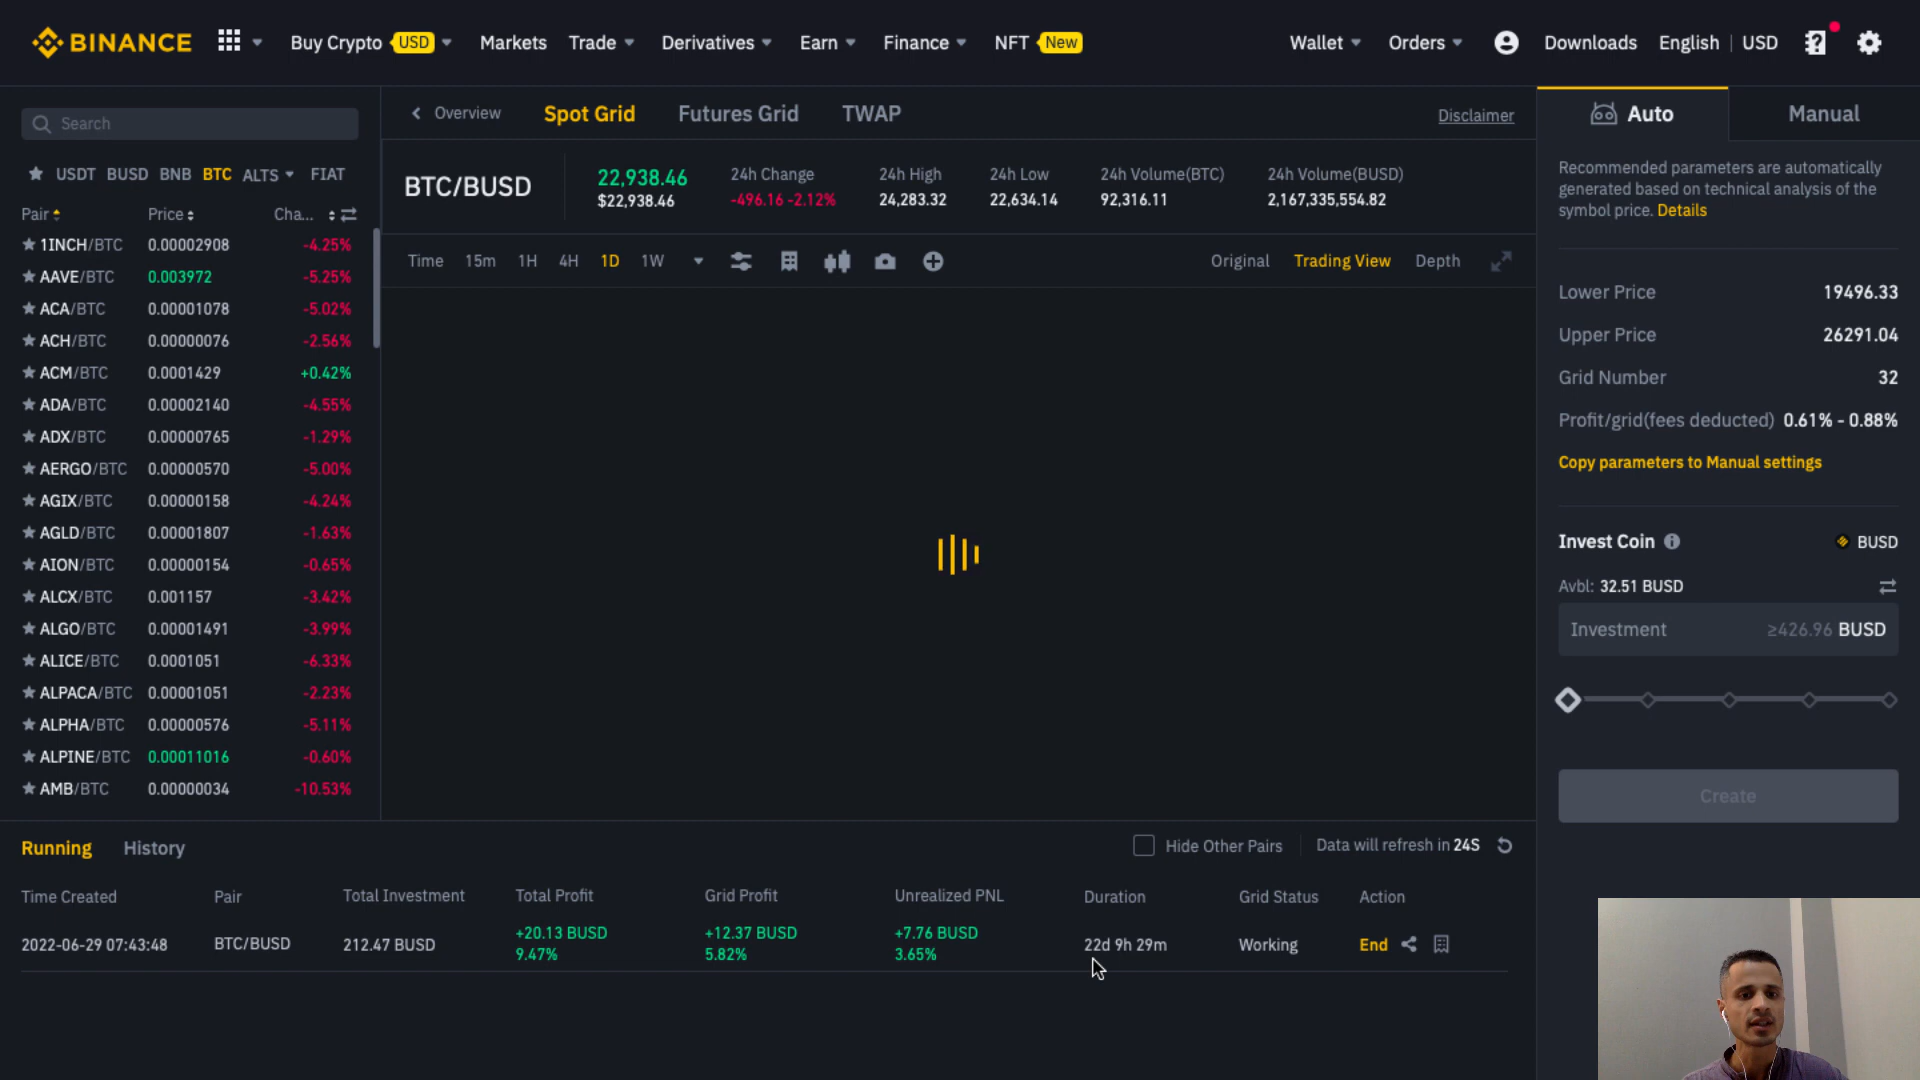 BINANCE Buy Crypto USD Markets Trade Derivatives Earn Finance NFT New Wallet Orders Downloads English USD
Search
USDT BUSD BNB BTC ALTS FIAT
Pair Price Cha...
1INCH/BTC 0.00002908 -4.25%
AAVE/BTC 0.003972 -5.25%
ACA/BTC 0.00001078 -5.02%
ACH/BTC 0.00000076 -2.56%
ACM/BTC 0.0001429 +0.42%
ADA/BTC 0.00002140 -4.55%
ADX/BTC 0.00000765 -1.29%
AERGO/BTC 0.00000570 -5.00%
AGIX/BTC 0.00000158 -4.24%
AGLD/BTC 0.00001807 -1.63%
AION/BTC 0.00000154 -0.65%
ALCX/BTC 0.001157 -3.42%
ALGO/BTC 0.00001491 -3.99%
ALICE/BTC 0.0001051 -6.33%
ALPACA/BTC 0.00001051 -2.23%
ALPHA/BTC 0.00000576 -5.11%
ALPINE/BTC 0.00011016 -0.60%
AMB/BTC 0.00000034 -10.53%
Overview Spot Grid Futures Grid TWAP Disclaimer
BTC/BUSD
22,938.46
$22,938.46
24h Change
-496.16 -2.12%
24h High
24,283.32
24h Low
22,634.14
24h Volume(BTC)
92,316.11
24h Volume(BUSD)
2,167,335,554.82
Time 15m 1H 4H 1D 1W Original Trading View Depth
Auto Manual
Recommended parameters are automatically
generated based on technical analysis of the
symbol price. Details
Lower Price 19496.33
Upper Price 26291.04
Grid Number 32
Profit/grid(fees deducted) 0.61% - 0.88%
Copy parameters to Manual settings
Invest Coin BUSD
Avbl: 32.51 BUSD
Investment ≥426.96 BUSD
Create
Running History Hide Other Pairs Data will refresh in 24S
Time Created Pair Total Investment Total Profit Grid Profit Unrealized PNL Duration Grid Status Action
2022-06-29 07:43:48 BTC/BUSD 212.47 BUSD +20.13 BUSD +12.37 BUSD +7.76 BUSD 22d 9h 29m Working End
9.47% 5.82% 3.65%